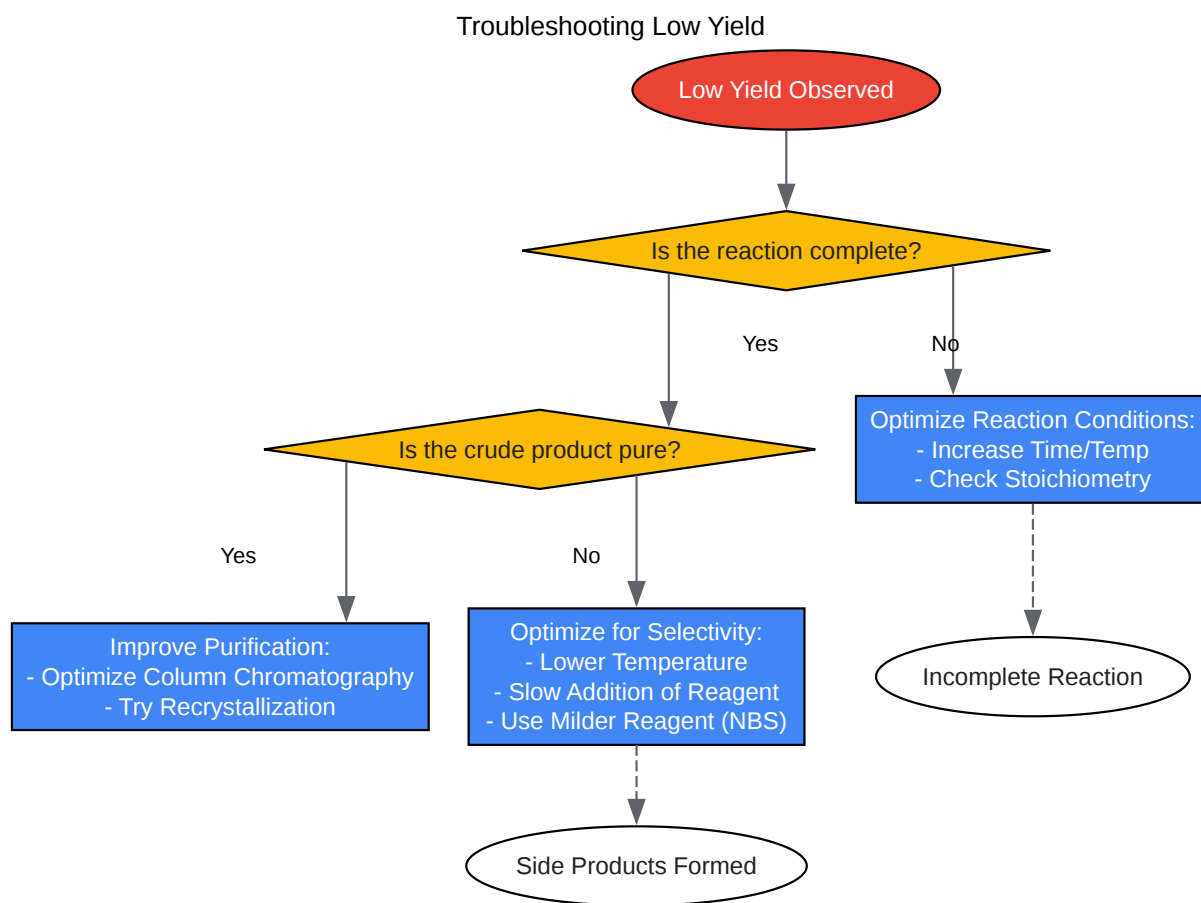 Troubleshooting Low Yield
Low Yield Observed
Is the reaction complete?
Yes
No
Is the crude product pure?
Optimize Reaction Conditions:
- Increase Time/Temp
- Check Stoichiometry
Yes
No
Improve Purification:
- Optimize Column Chromatography
- Try Recrystallization
Optimize for Selectivity:
- Lower Temperature
- Slow Addition of Reagent
- Use Milder Reagent (NBS)
Incomplete Reaction
Side Products Formed